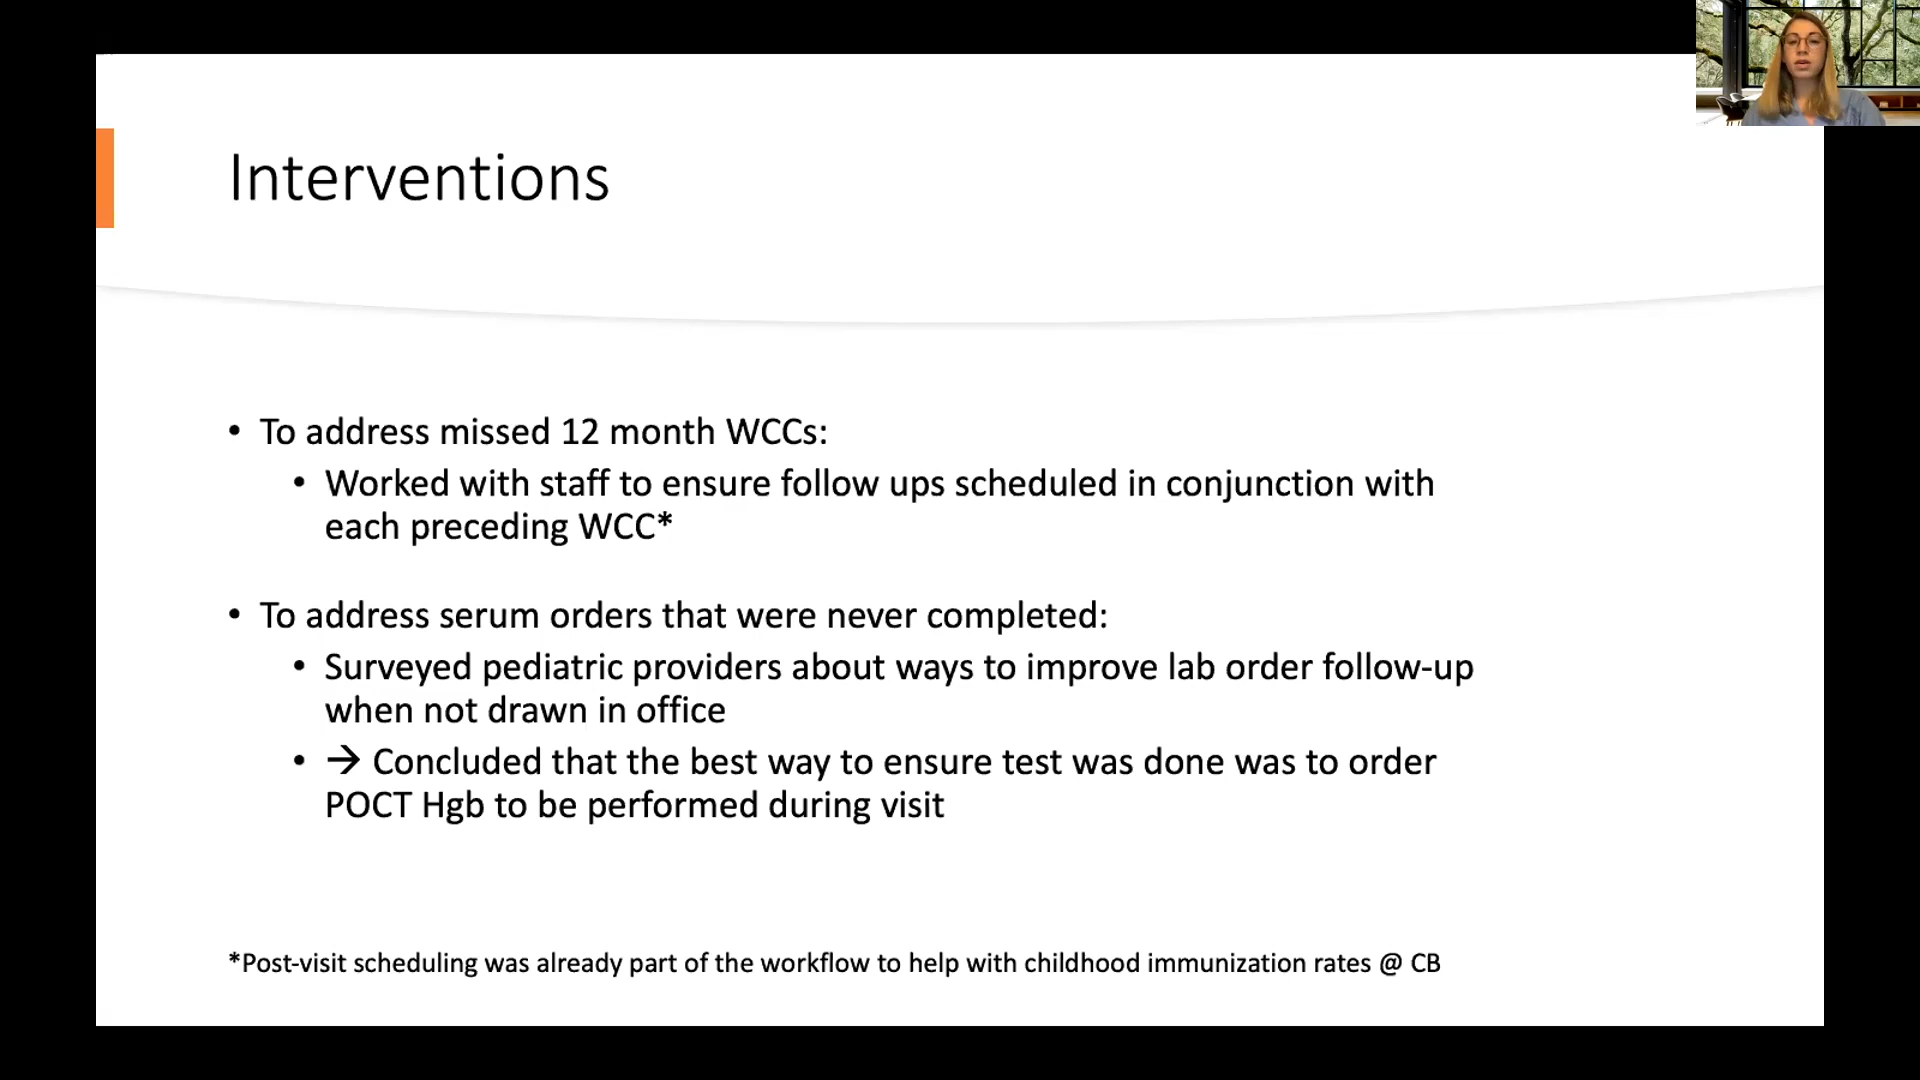 Interventions
• To address missed 12 month WCCs:
• Worked with staff to ensure follow ups scheduled in conjunction with
each preceding WCC*
• To address serum orders that were never completed:
• Surveyed pediatric providers about ways to improve lab order follow-up
when not drawn in office
• → Concluded that the best way to ensure test was done was to order
POCT Hgb to be performed during visit
*Post-visit scheduling was already part of the workflow to help with childhood immunization rates @ CB